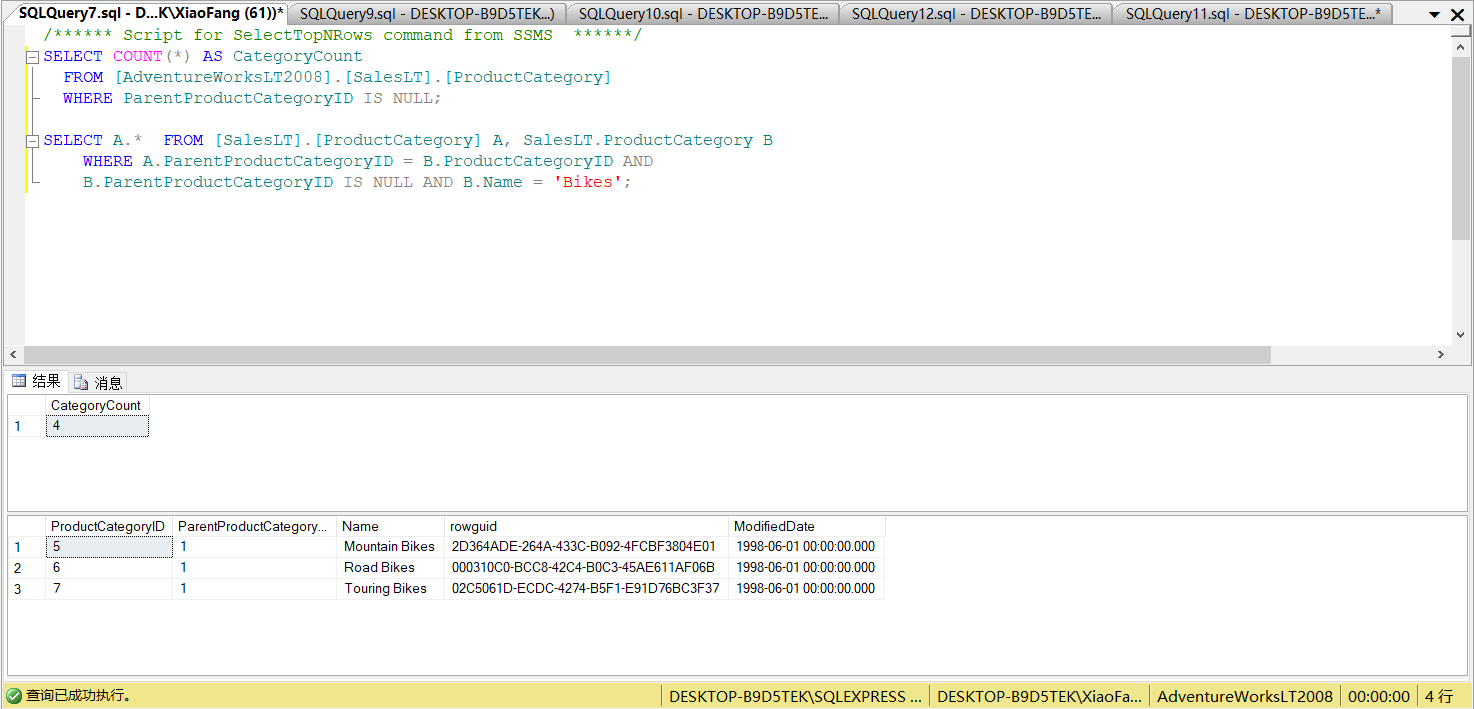 SQLQuery7.sql - D...K\XiaoFang (61))* SQLQuery9.sql - DESKTOP-B9D5TEK...) SQLQuery10.sql - DESKTOP-B9D5TE... SQLQuery12.sql - DESKTOP-B9D5TE... SQLQuery11.sql - DESKTOP-B9D5TE...*
/****** Script for SelectTopNRows command from SSMS  ******/
SELECT COUNT(*) AS CategoryCount
FROM [AdventureWorksLT2008].[SalesLT].[ProductCategory]
WHERE ParentProductCategoryID IS NULL;
SELECT A.*  FROM [SalesLT].[ProductCategory] A, SalesLT.ProductCategory B
WHERE A.ParentProductCategoryID = B.ProductCategoryID AND
B.ParentProductCategoryID IS NULL AND B.Name = 'Bikes';
结果 消息
CategoryCount
1 4
ProductCategoryID ParentProductCategory... Name rowguid ModifiedDate
1 5 1 Mountain Bikes 2D364ADE-264A-433C-B092-4FCBF3804E01 1998-06-01 00:00:00.000
2 6 1 Road Bikes 000310C0-BCC8-42C4-B0C3-45AE611AF06B 1998-06-01 00:00:00.000
3 7 1 Touring Bikes 02C5061D-ECDC-4274-B5F1-E91D76BC3F37 1998-06-01 00:00:00.000
查询已成功执行。 DESKTOP-B9D5TEK\SQLEXPRESS ... DESKTOP-B9D5TEK\XiaoFa... AdventureWorksLT2008 00:00:00 4 行